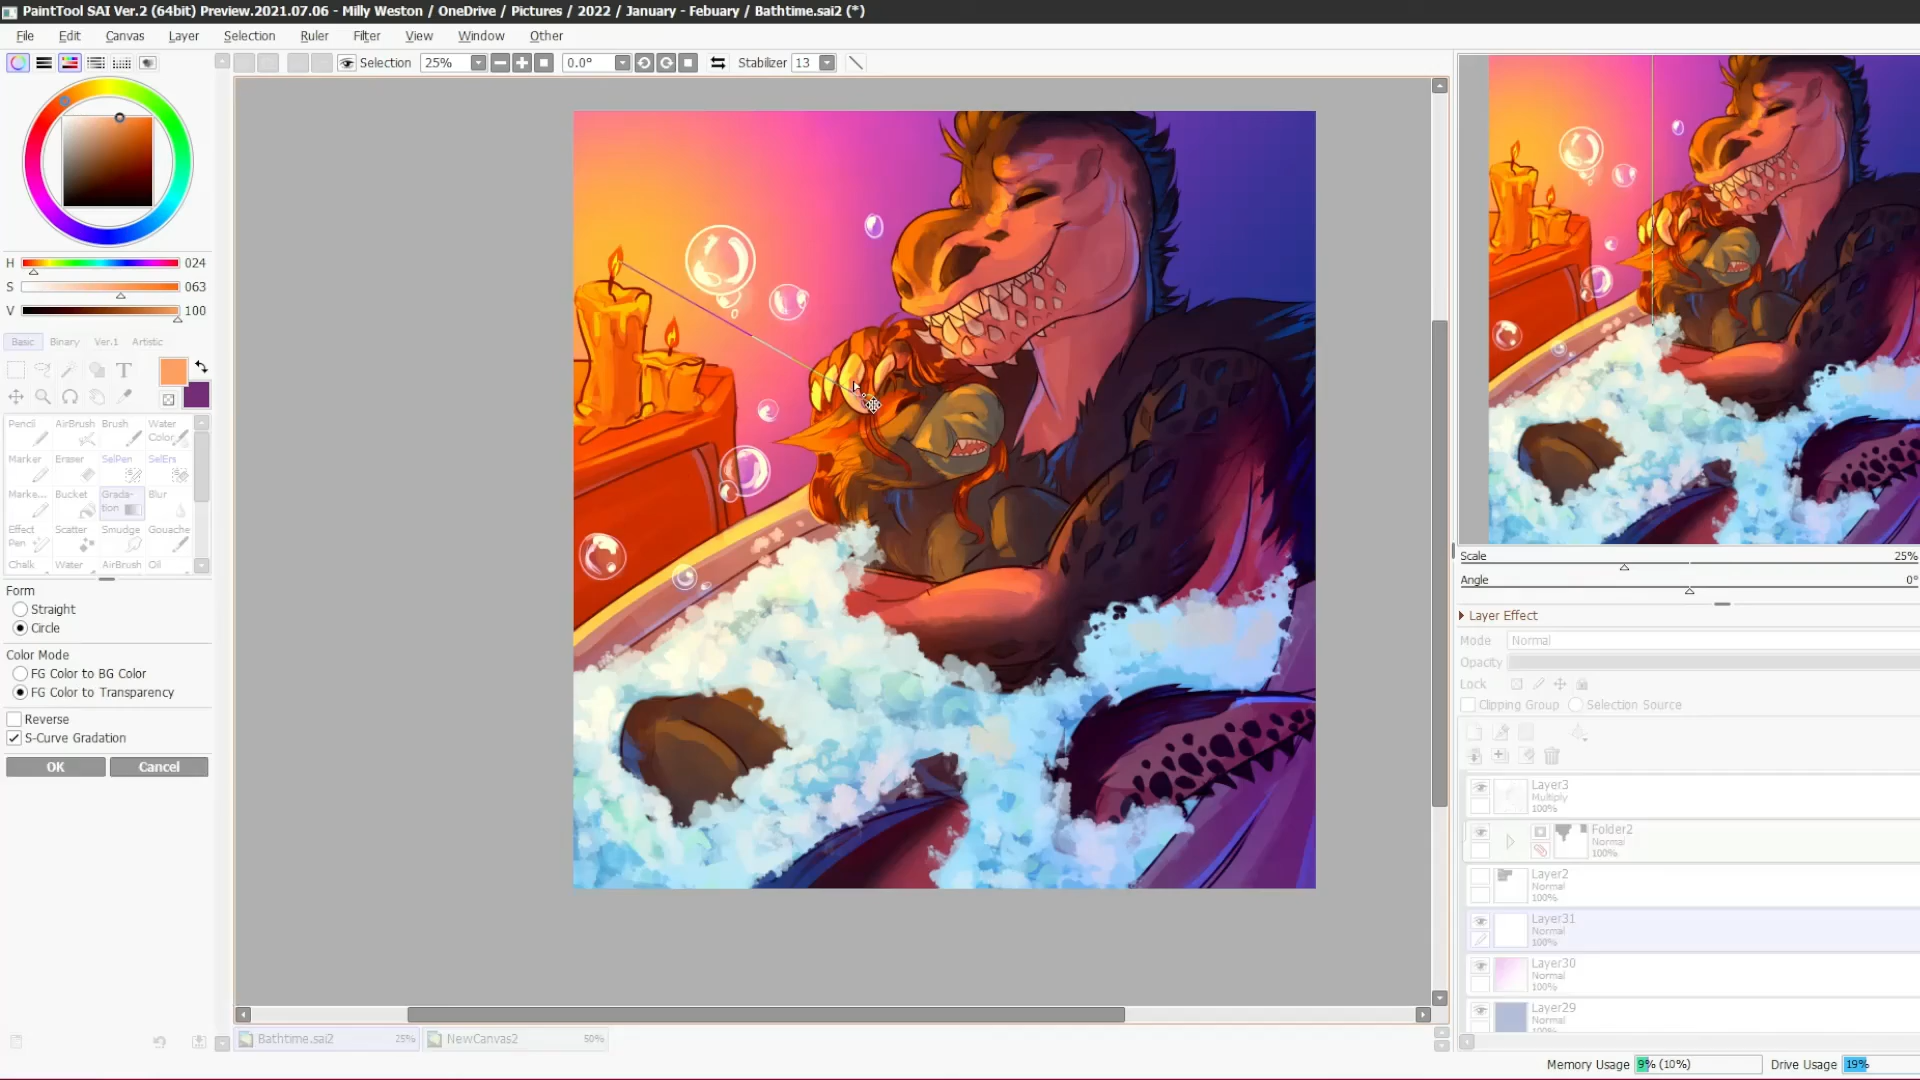 PaintTool SAI Ver.2 (64bit) Preview.2021.07.06 - Milly Weston / OneDrive / Pictures / 2022 / January - Febuary / Bathtime.sai2 (*)
File Edit Canvas Layer Selection Ruler Filter View Window Other
Selection 25% 0.0° Stabilizer 13
H 024
S 063
V 100
Basic Binary Ver.1 Artistic
T
Pencil AirBrush Brush Water Color
Marker Eraser SelPen SelErs
Marke... Bucket Grada-tion Blur
Effect Pen Scatter Smudge Gouache
Chalk Water AirBrush Oil
Form
Straight
Circle
Color Mode
FG Color to BG Color
FG Color to Transparency
Reverse
S-Curve Gradation
OK Cancel
Scale 25%
Angle 0°
Layer Effect
Mode Normal
Opacity
Lock
Clipping Group Selection Source
Layer3
Multiply
100%
Folder2
Normal
100%
Layer2
Normal
100%
Layer31
Normal
100%
Layer30
Normal
100%
Layer29
Normal
100%
Bathtime.sai2 25% NewCanvas2 50%
Memory Usage 9% (10%) Drive Usage 19%